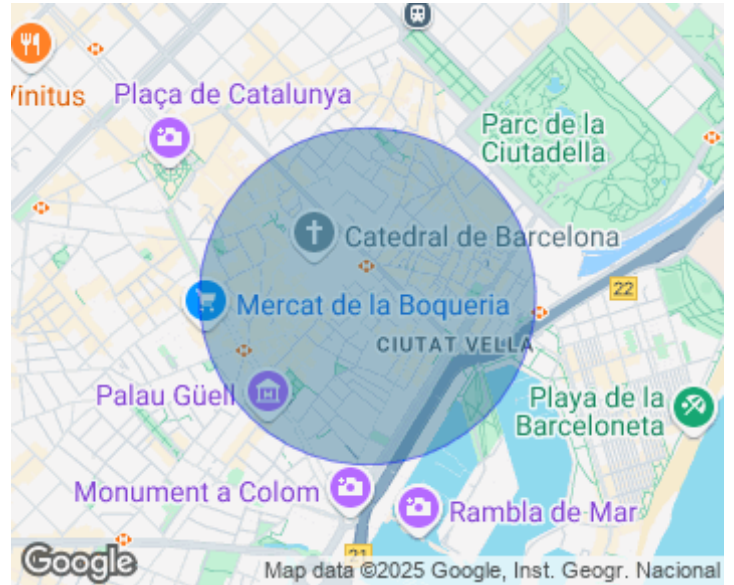 Vinitus
Plaça de Catalunya
Parc de la
Ciutadella
Catedral de Barcelona
22
Mercat de la Boqueria
CIUTAT VELLA
Palau Güell
Playa de la
Barceloneta
Monument a Colom
Rambla de Mar
21
Google
Map data ©2025 Google, Inst. Geogr. Nacional